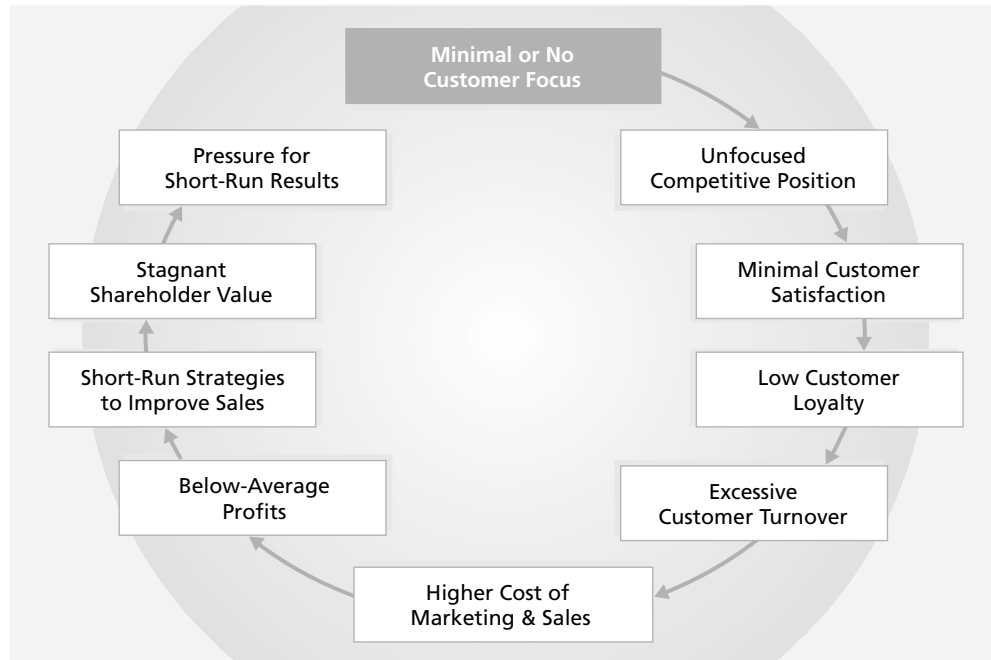 Minimal or No
Customer Focus
Unfocused
Competitive Position
Minimal Customer
Satisfaction
Low Customer
Loyalty
Excessive
Customer Turnover
Higher Cost of
Marketing & Sales
Below-Average
Profits
Short-Run Strategies
to Improve Sales
Stagnant
Shareholder Value
Pressure for
Short-Run Results